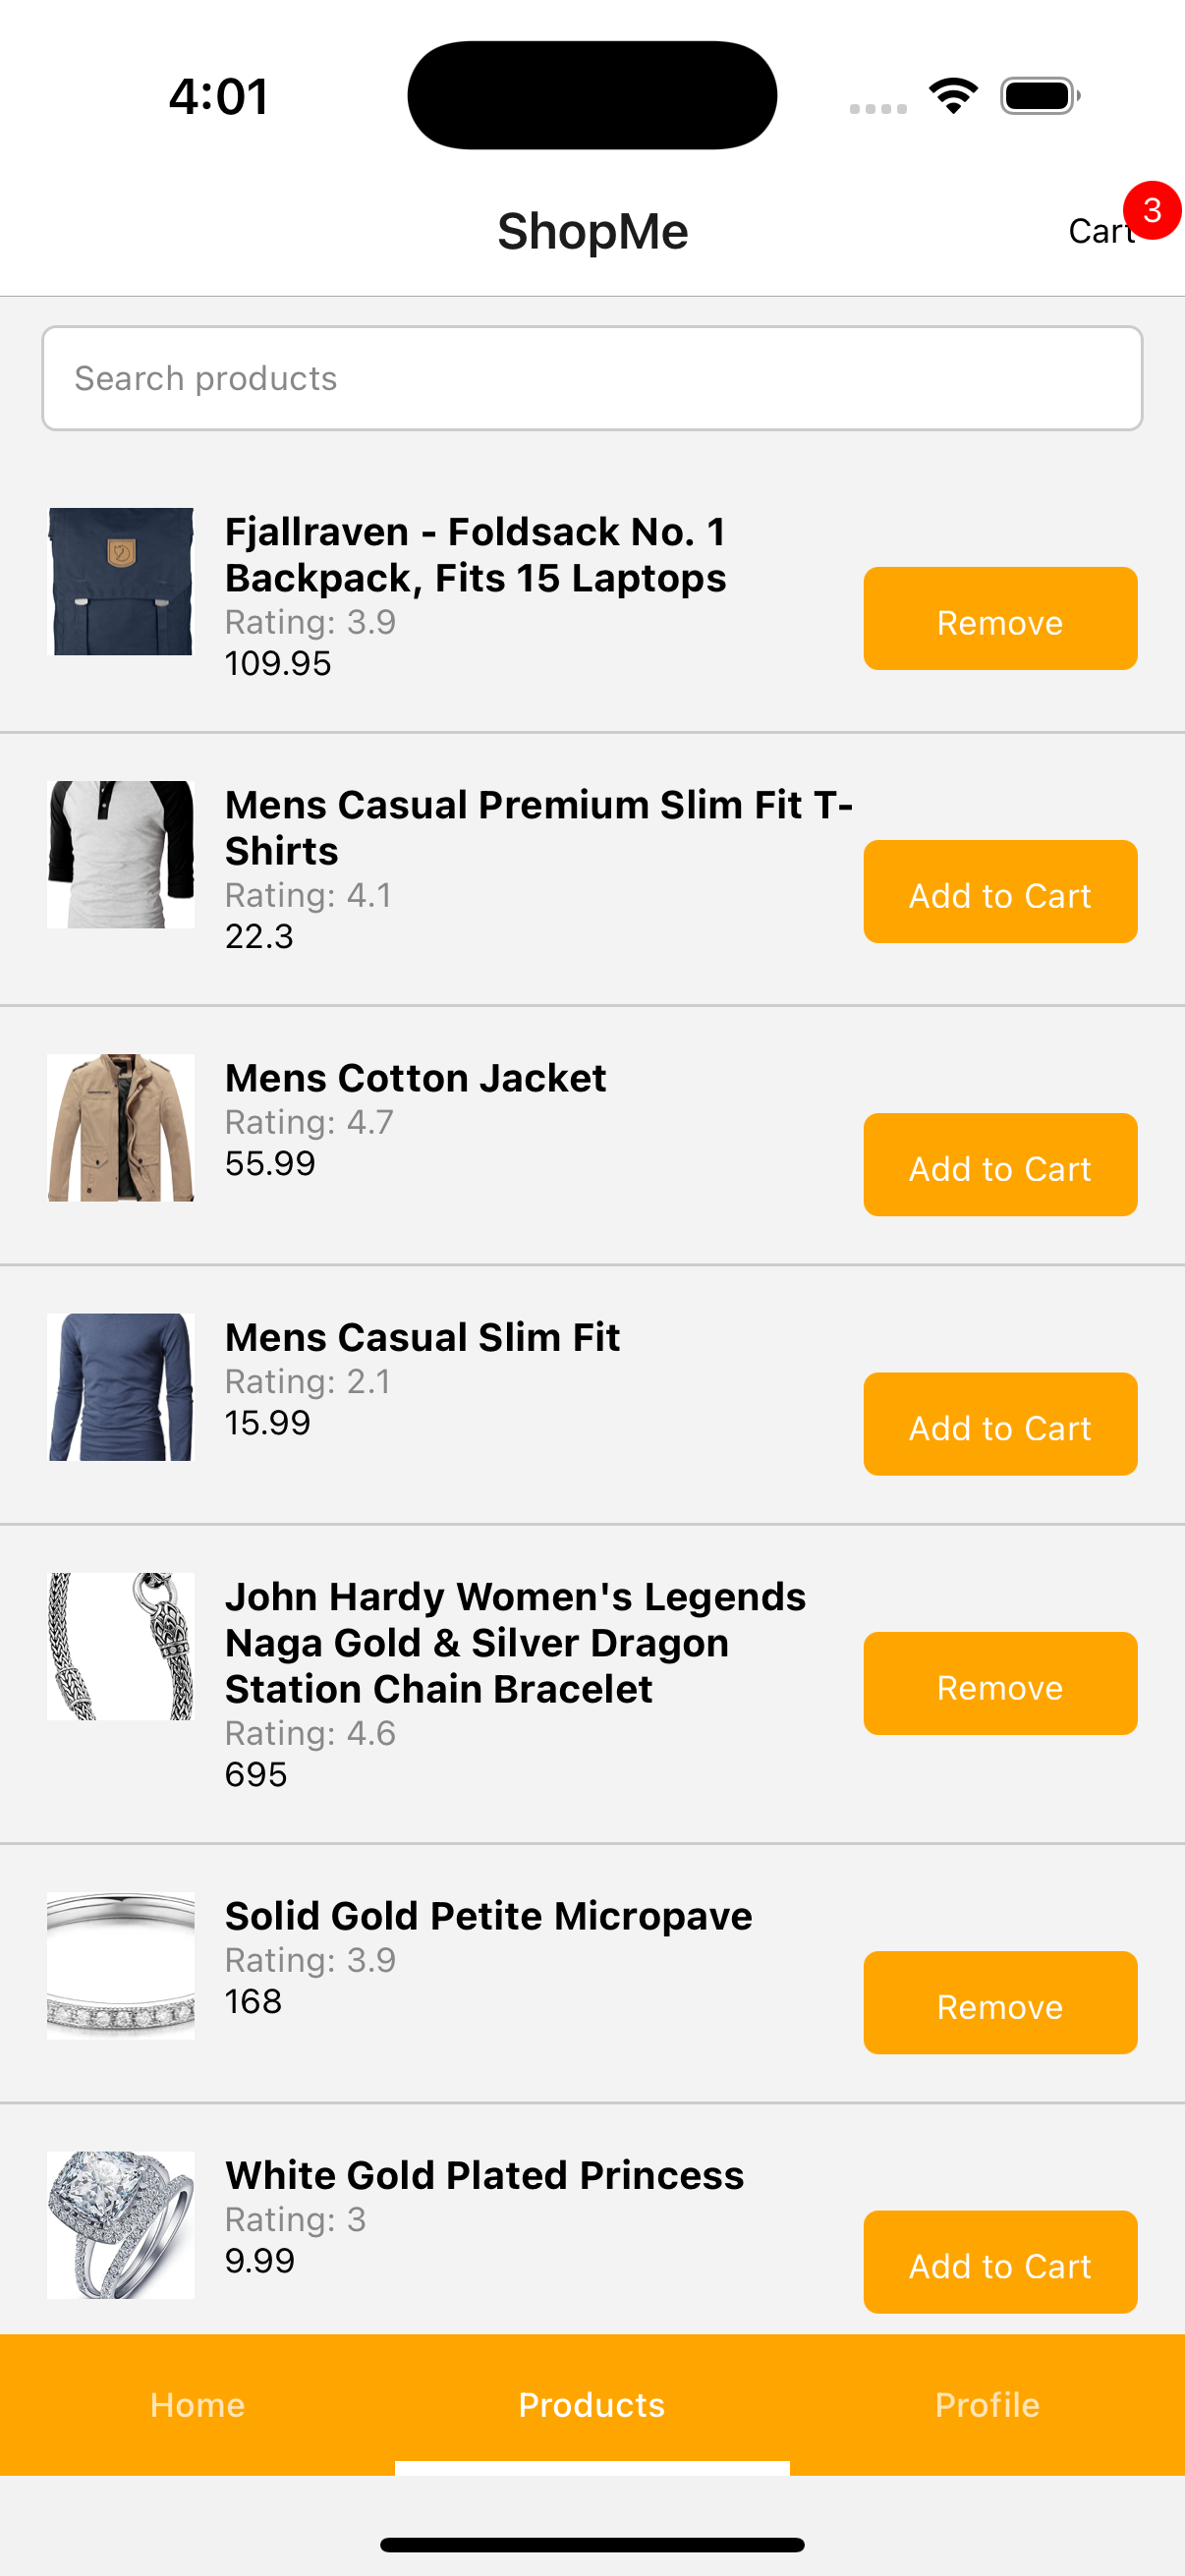 4:01
ShopMe
Cart
3
Search products
Fjallraven - Foldsack No. 1
Backpack, Fits 15 Laptops
Rating: 3.9
109.95
Remove
Mens Casual Premium Slim Fit T-
Shirts
Rating: 4.1
22.3
Add to Cart
Mens Cotton Jacket
Rating: 4.7
55.99
Add to Cart
Mens Casual Slim Fit
Rating: 2.1
15.99
Add to Cart
John Hardy Women's Legends
Naga Gold & Silver Dragon
Station Chain Bracelet
Rating: 4.6
695
Remove
Solid Gold Petite Micropave
Rating: 3.9
168
Remove
White Gold Plated Princess
Rating: 3
9.99
Add to Cart
Home
Products
Profile